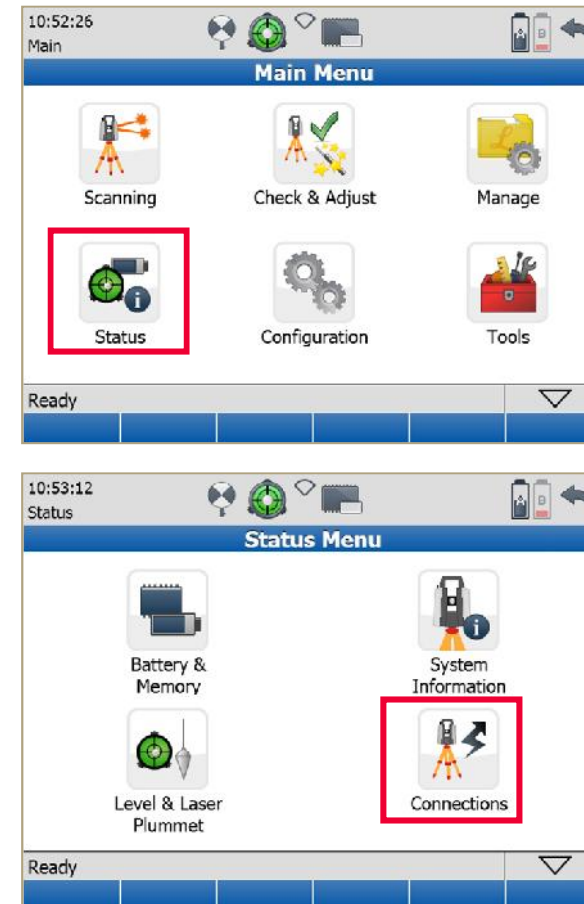 10:52:26
Main
Main Menu
Scanning
Check & Adjust
Manage
Status
Configuration
Tools
Ready
10:53:12
Status
Status Menu
Battery &
Memory
System
Information
Level & Laser
Plummet
Connections
Ready